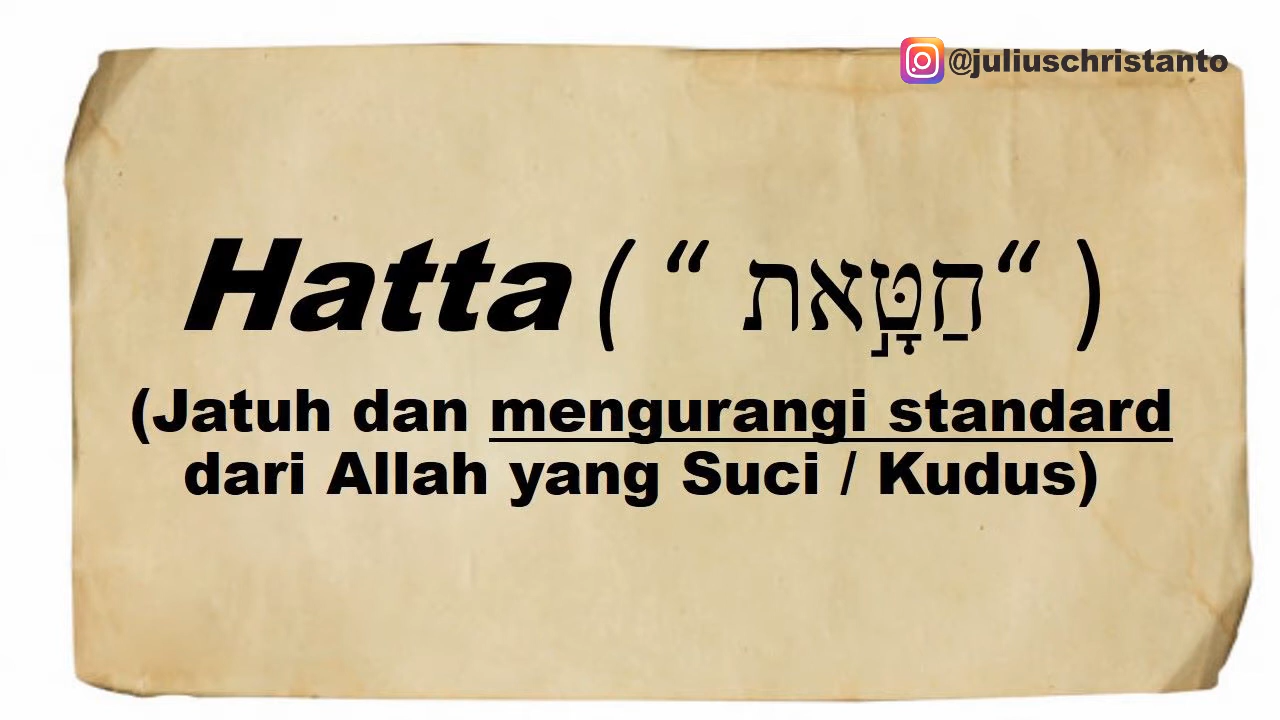 @juliuschristanto
Hatta ( “ חַטָּ֣את “ )
(Jatuh dan mengurangi standard
dari Allah yang Suci / Kudus)